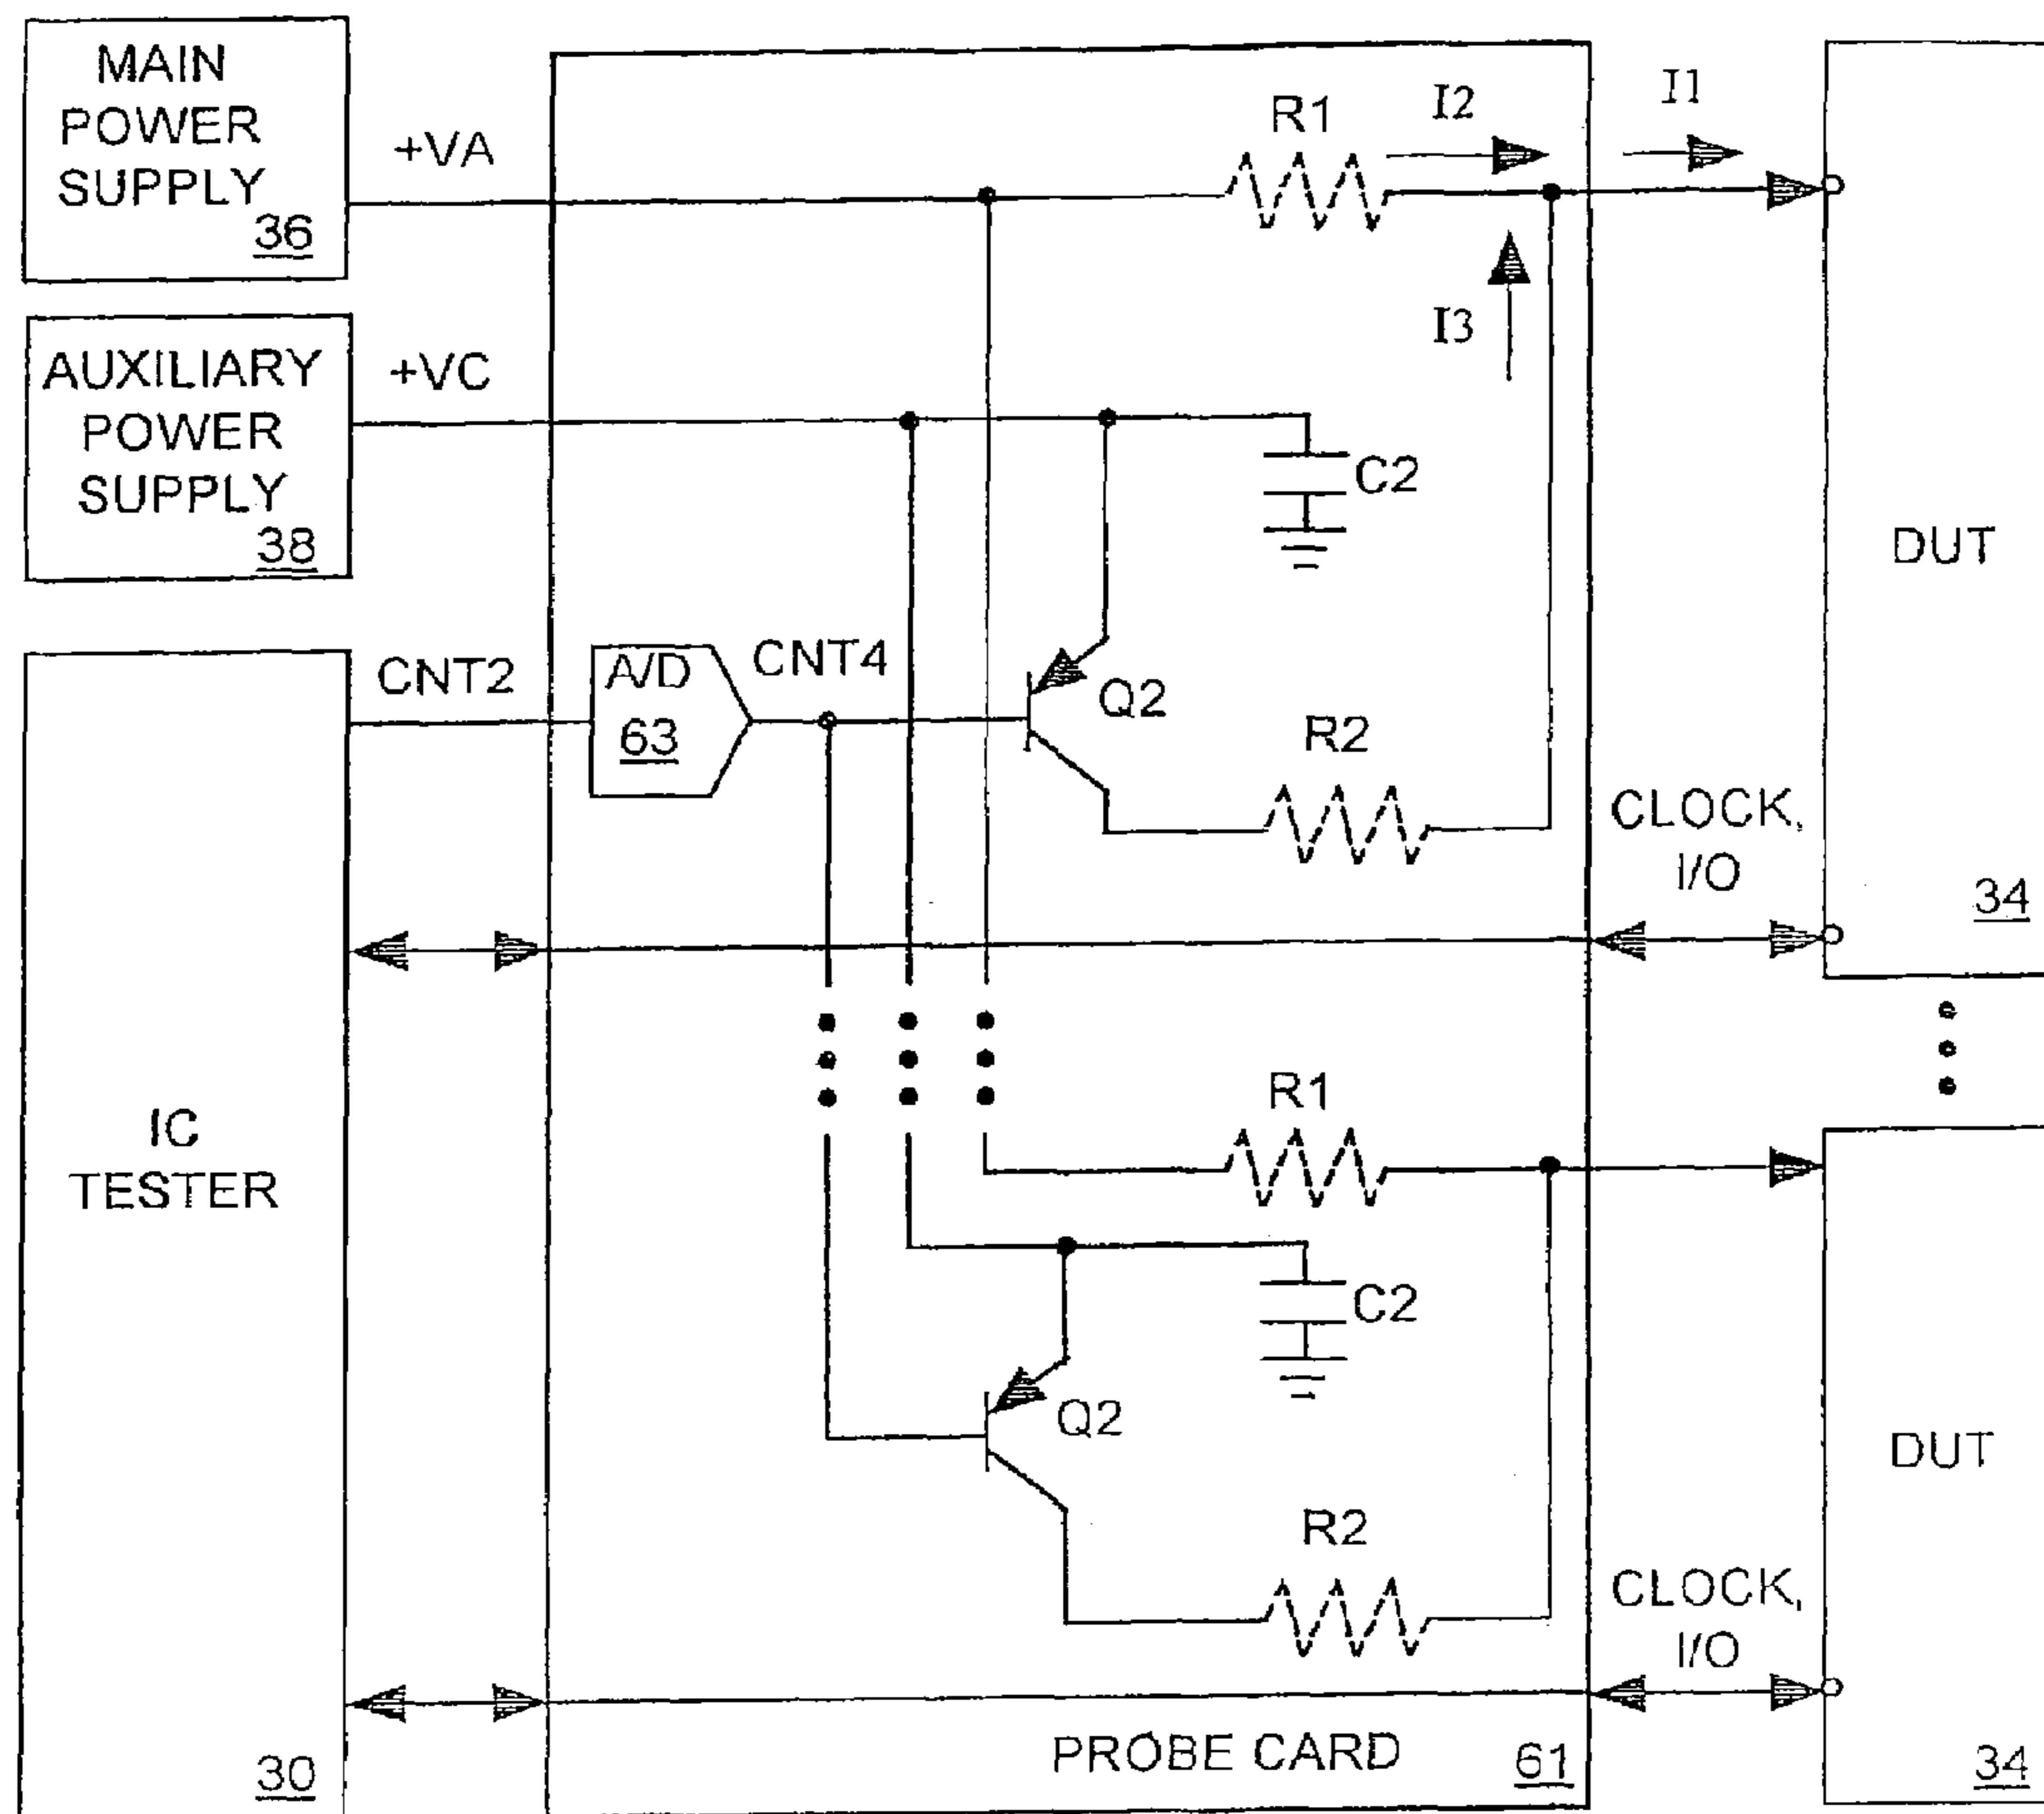 MAIN
POWER
SUPPLY
36
+VA
R1
I2
I1
I3
AUXILIARY
POWER
SUPPLY
38
+VC
C2
DUT
CNT2
A/D
63
CNT4
Q2
R2
CLOCK,
I/O
34
IC
TESTER
R1
C2
Q2
DUT
R2
CLOCK,
I/O
30
PROBE CARD
61
34